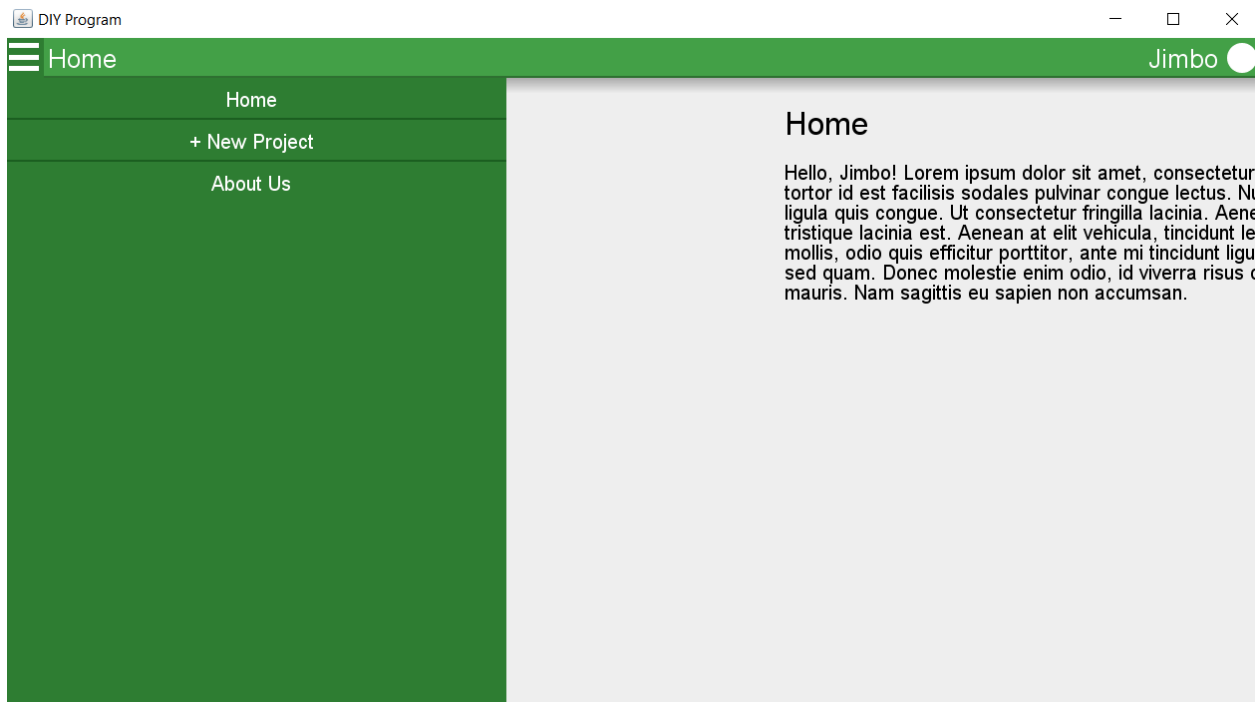 DIY Program
Home
Jimbo
Home
+ New Project
About Us
Home
Hello, Jimbo! Lorem ipsum dolor sit amet, consectetur
tortor id est facilisis sodales pulvinar congue lectus.
ligula quis congue. Ut consectetur fringilla lacinia.
tristique lacinia est. Aenean at elit vehicula, tincidunt
mollis, odio quis efficitur porttitor, ante mi tincidunt
sed quam. Donec molestie enim odio, id viverra risus
mauris. Nam sagittis eu sapien non accumsan.